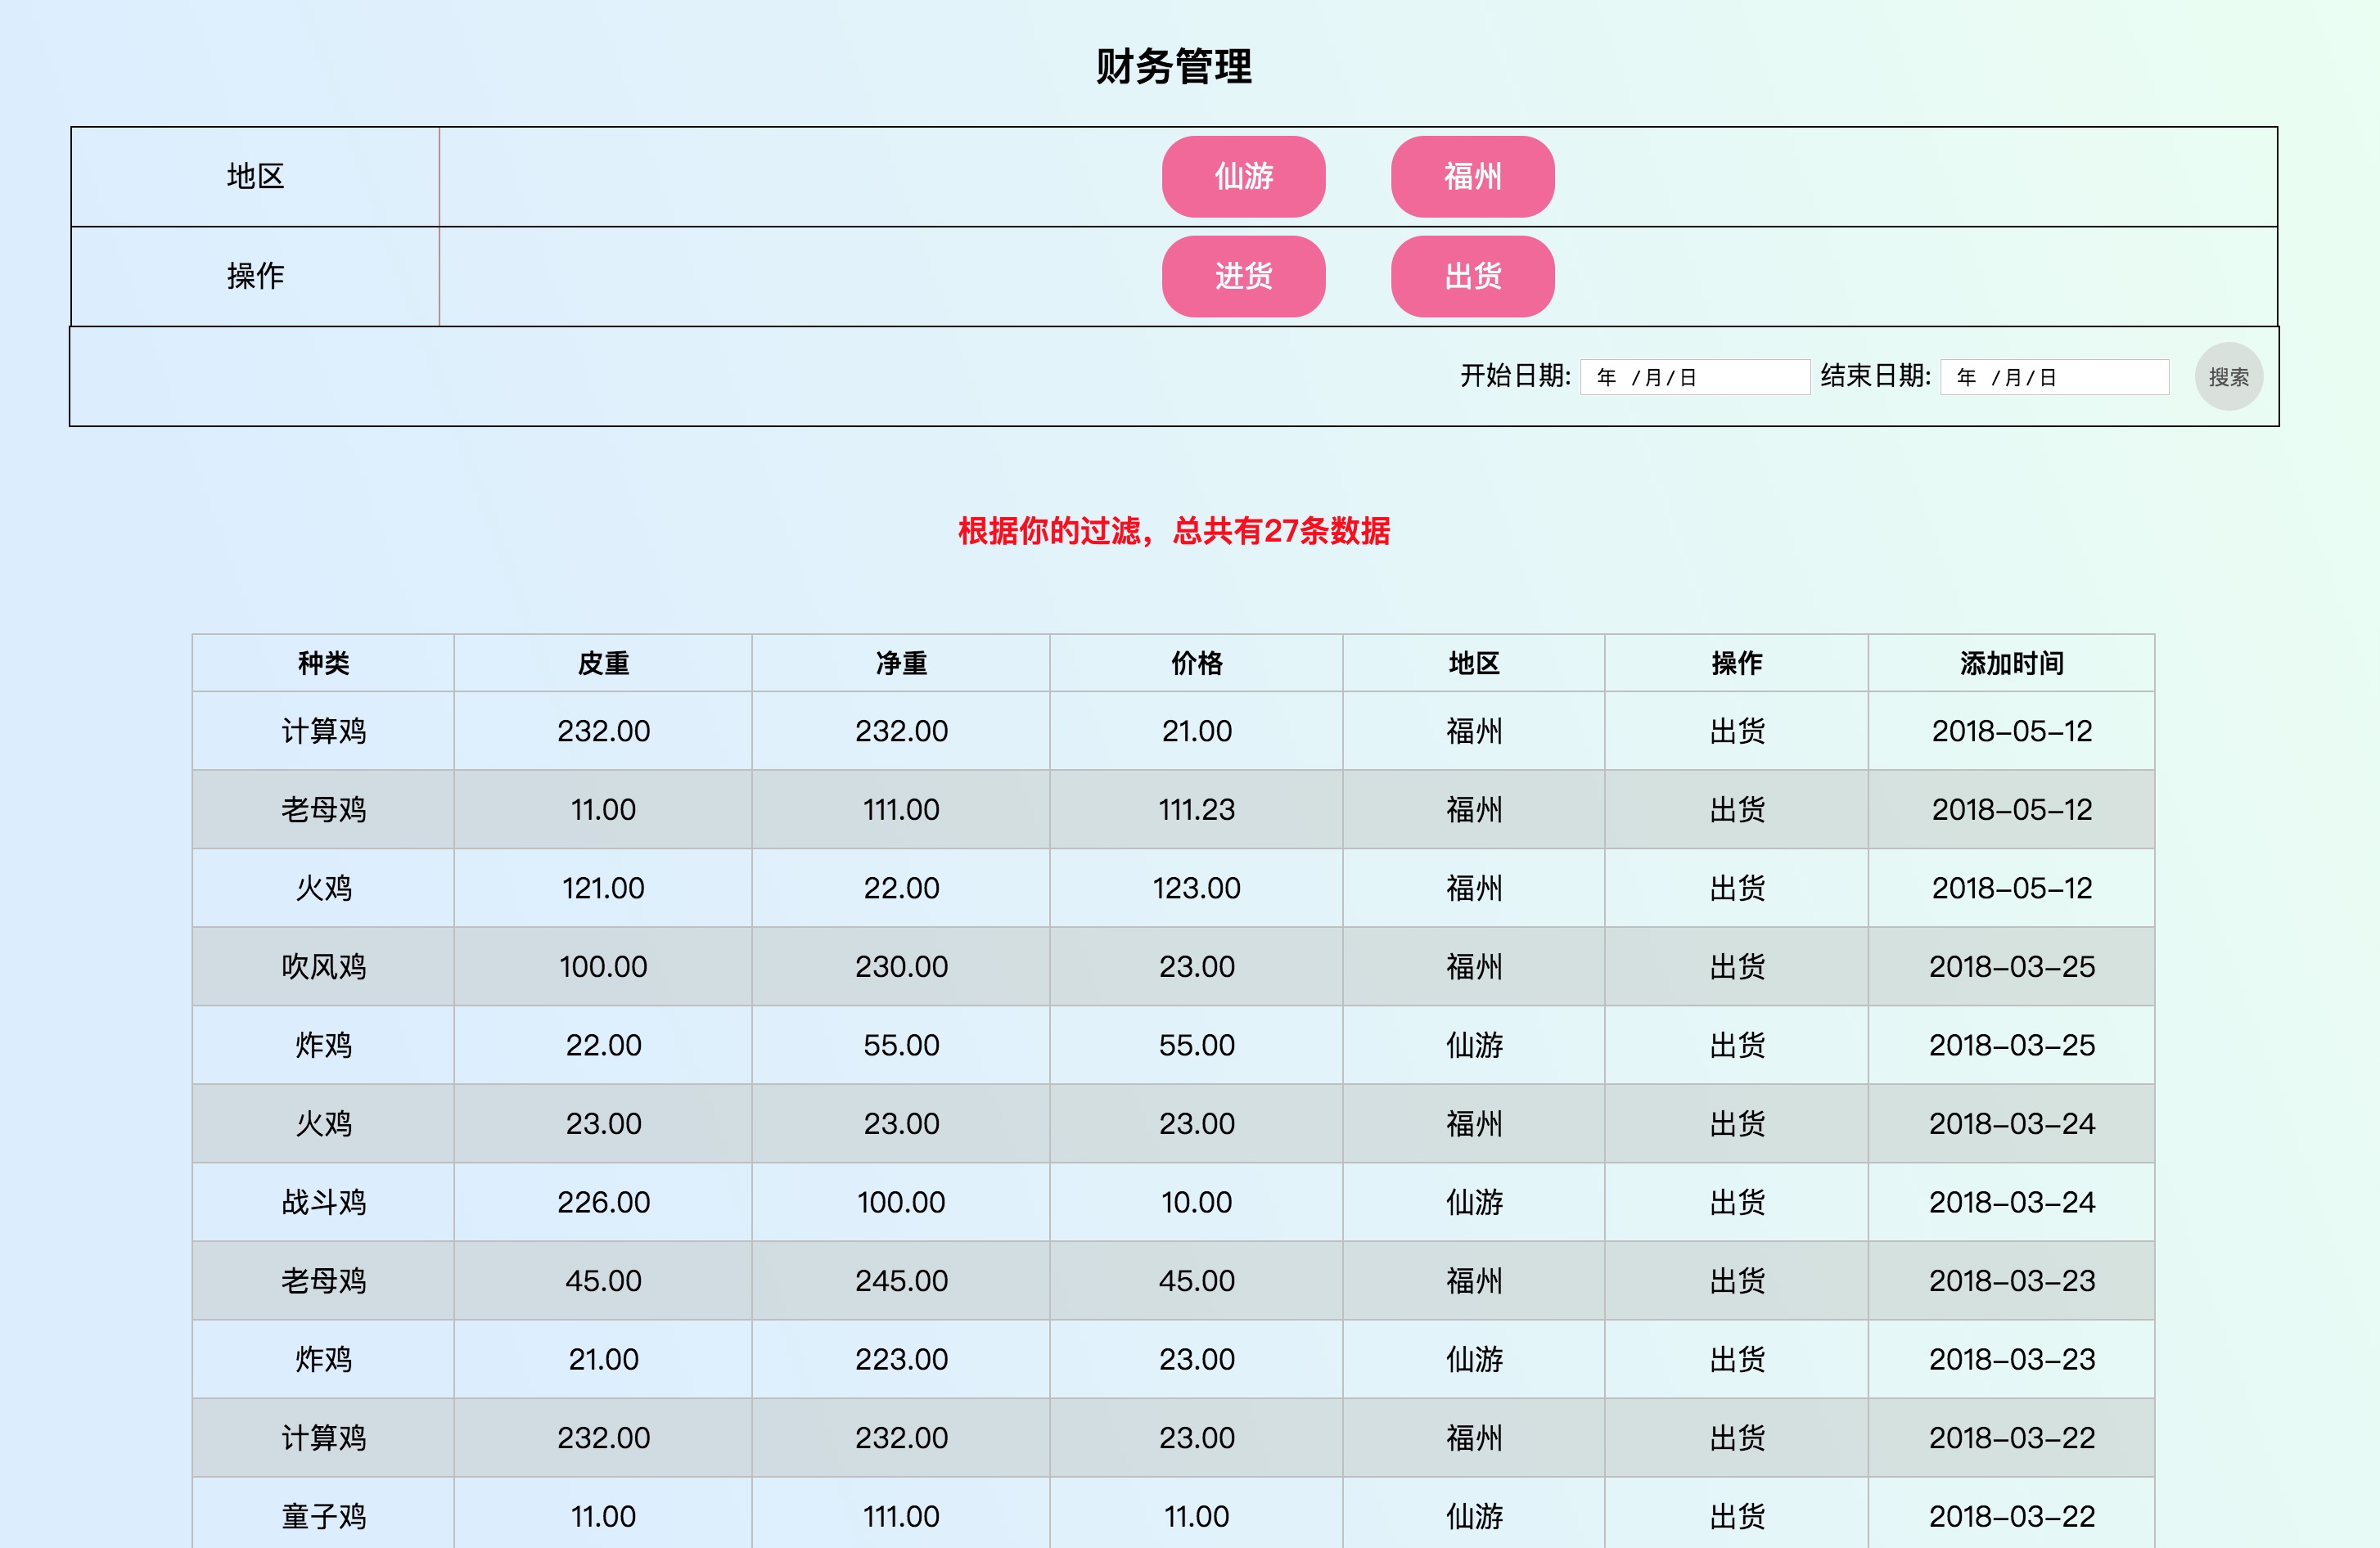 财务管理
地区 仙游 福州
操作 进货 出货
开始日期: 年 /月/日 结束日期: 年 /月/日 搜索
根据你的过滤，总共有27条数据
种类 皮重 净重 价格 地区 操作 添加时间
计算鸡 232.00 232.00 21.00 福州 出货 2018-05-12
老母鸡 11.00 111.00 111.23 福州 出货 2018-05-12
火鸡 121.00 22.00 123.00 福州 出货 2018-05-12
吹风鸡 100.00 230.00 23.00 福州 出货 2018-03-25
炸鸡 22.00 55.00 55.00 仙游 出货 2018-03-25
火鸡 23.00 23.00 23.00 福州 出货 2018-03-24
战斗鸡 226.00 100.00 10.00 仙游 出货 2018-03-24
老母鸡 45.00 245.00 45.00 福州 出货 2018-03-23
炸鸡 21.00 223.00 23.00 仙游 出货 2018-03-23
计算鸡 232.00 232.00 23.00 福州 出货 2018-03-22
童子鸡 11.00 111.00 11.00 仙游 出货 2018-03-22